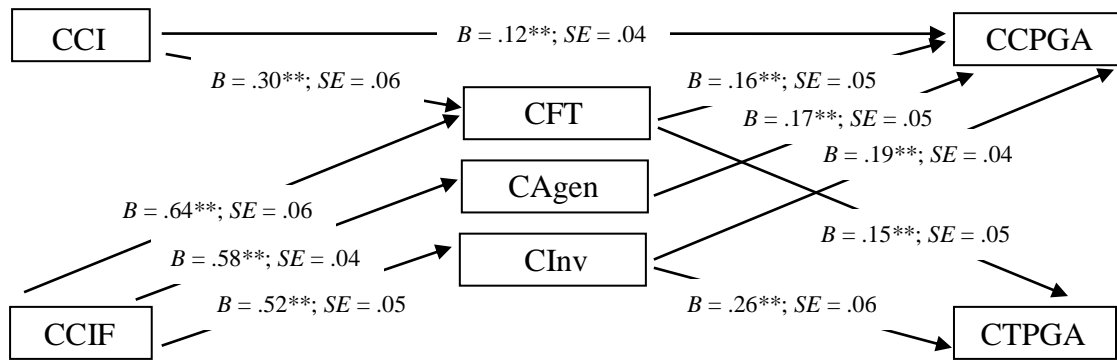 CCI
B = .12**; SE = .04
CCPGA
B = .30**; SE = .06
B = .16**; SE = .05
CFT
B = .17**; SE = .05
B = .19**; SE = .04
CAgen
B = .64**; SE = .06
B = .15**; SE = .05
B = .58**; SE = .04
CInv
B = .52**; SE = .05
B = .26**; SE = .06
CCIF
CTPGA